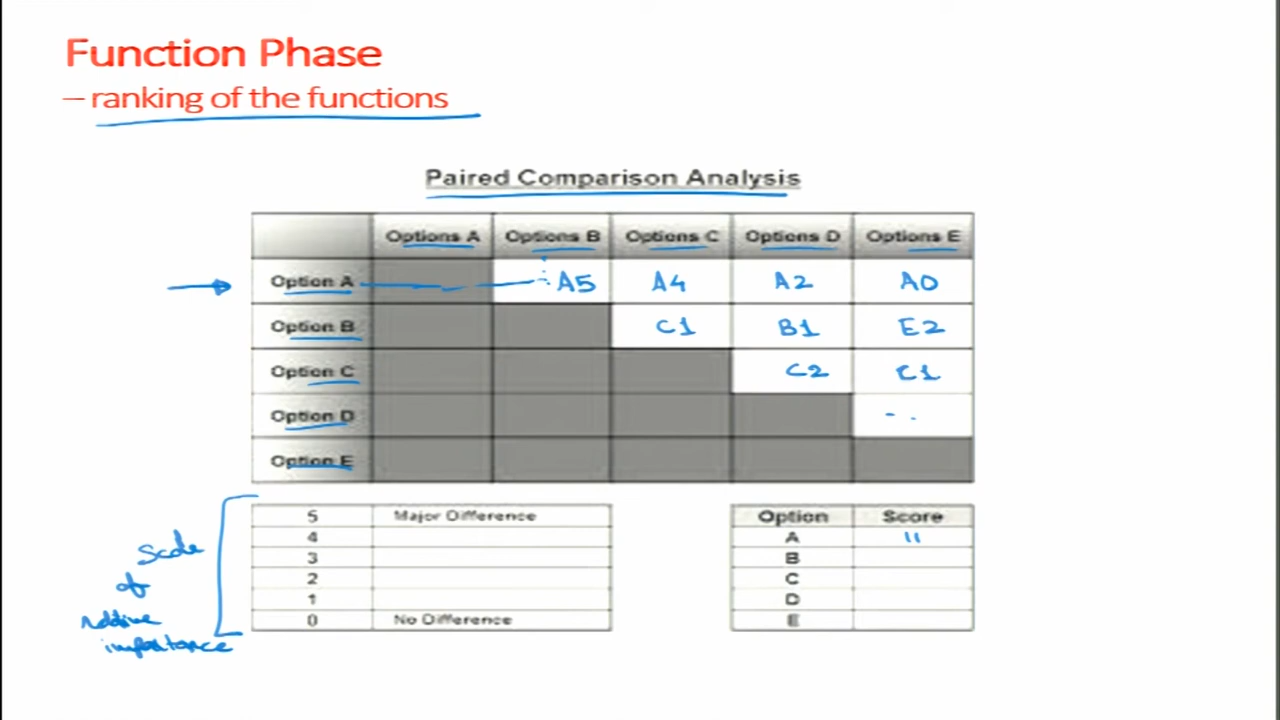 Function Phase
– ranking of the functions
Paired Comparison Analysis
Options A Options B Options C Options D Options E
Option A A5 A4 A2 A0
Option B C1 B1 E2
Option C C2 C1
Option D - .
Option E
5 Major Difference
4
3
2
1
0 No Difference
Option Score
A 11
B
C
D
E
Scale
of
importance